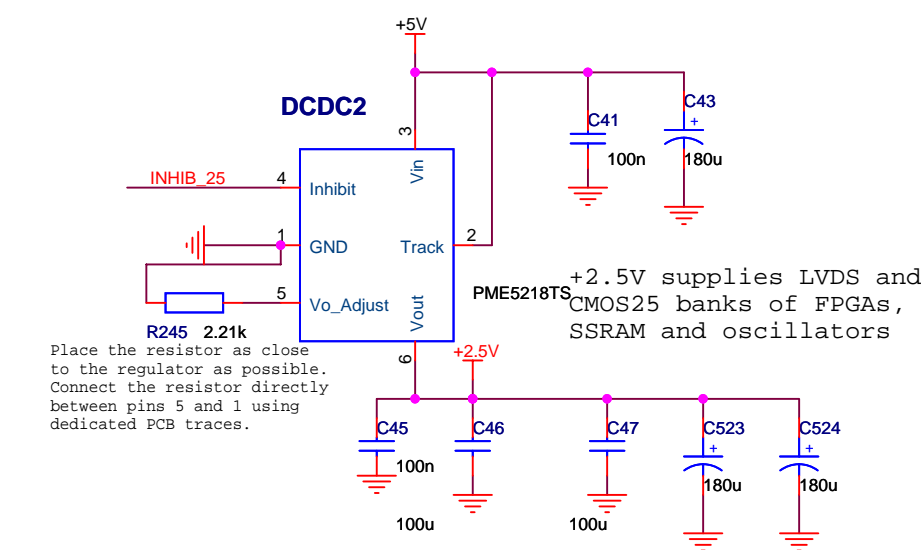 +5V
DCDC2
C43
+
C41
180u
100n
3
Vin
INHIB_25
4
Inhibit
1
GND
Track
2
5
Vo_Adjust
Vout
PME5218TS
+2.5V supplies LVDS and
CMOS25 banks of FPGAs,
SSRAM and oscillators
R245 2.21k
Place the resistor as close
to the regulator as possible.
Connect the resistor directly
between pins 5 and 1 using
dedicated PCB traces.
6
+2.5V
C45
C46
C47
C523
C524
+
+
100n
180u
180u
100u
100u